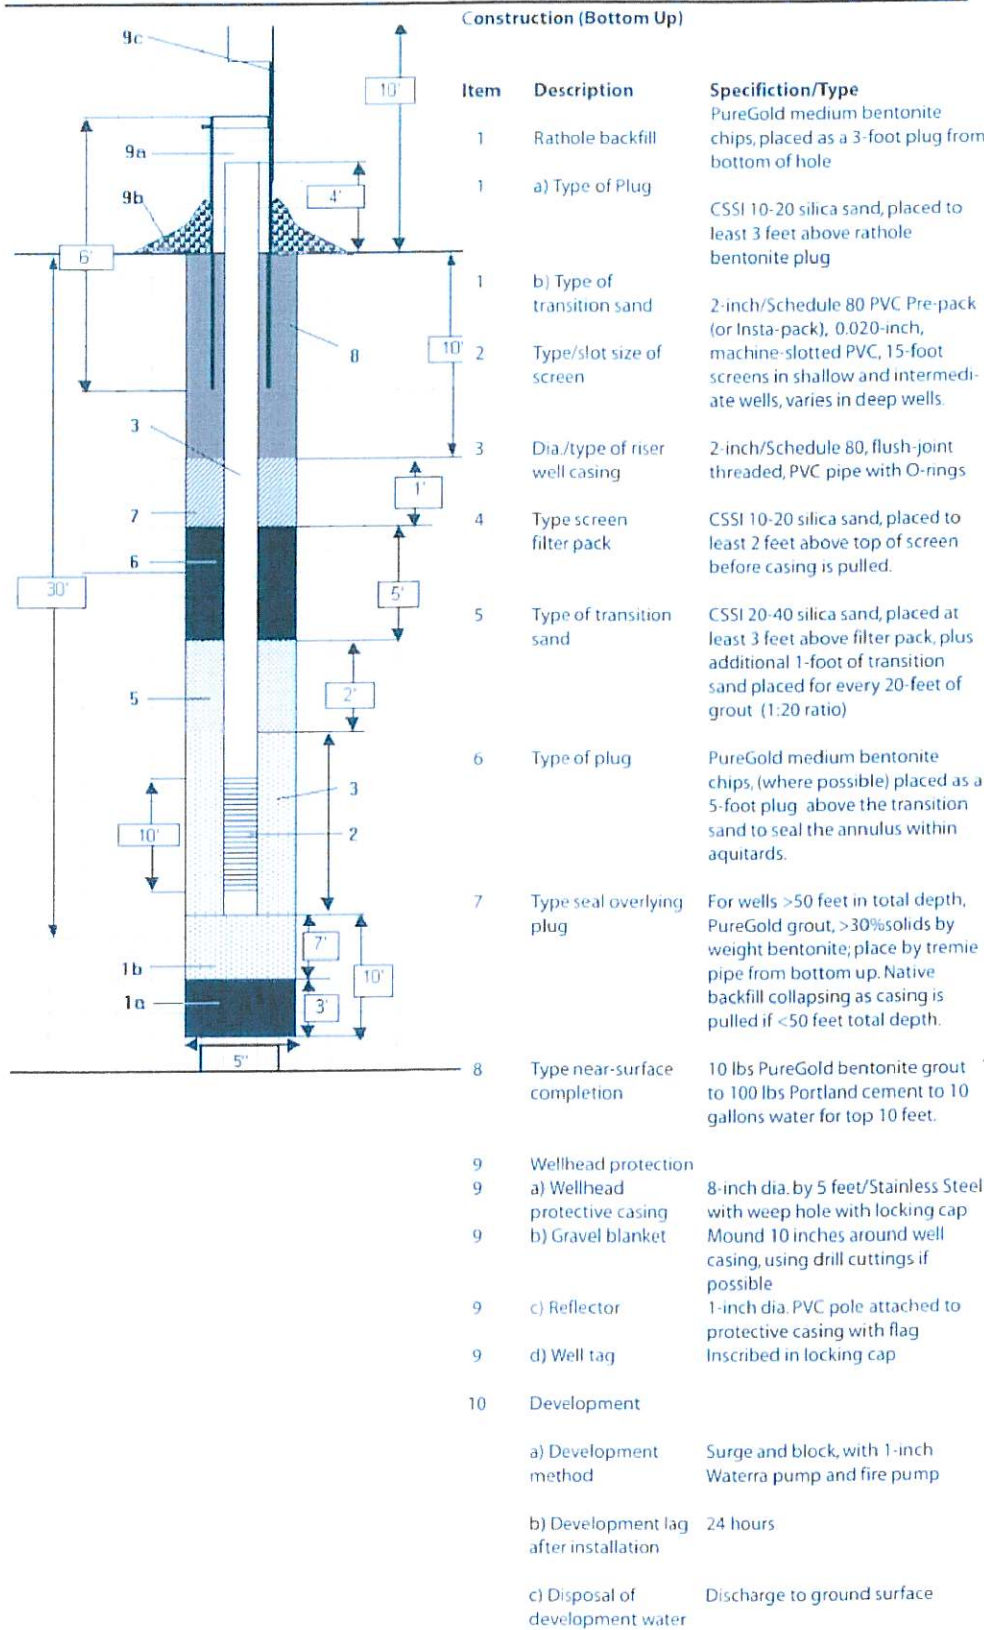 Construction (Bottom Up)
Item Description Specifiction/Type
1 Rathole backfill PureGold medium bentonite
chips, placed as a 3-foot plug from
bottom of hole
1 a) Type of Plug
CSSI 10-20 silica sand, placed to
least 3 feet above rathole
bentonite plug
1 b) Type of
transition sand
2-inch/Schedule 80 PVC Pre-pack
(or Insta-pack), 0.020-inch,
2 Type/slot size of
screen
machine-slotted PVC, 15-foot
screens in shallow and intermedi-
ate wells, varies in deep wells.
3 Dia./type of riser
well casing
2-inch/Schedule 80, flush-joint
threaded, PVC pipe with O-rings
4 Type screen
filter pack
CSSI 10-20 silica sand, placed to
least 2 feet above top of screen
before casing is pulled.
5 Type of transition
sand
CSSI 20-40 silica sand, placed at
least 3 feet above filter pack, plus
additional 1-foot of transition
sand placed for every 20-feet of
grout (1:20 ratio)
6 Type of plug
PureGold medium bentonite
chips, (where possible) placed as a
5-foot plug above the transition
sand to seal the annulus within
aquitards.
7 Type seal overlying
plug
For wells >50 feet in total depth,
PureGold grout, >30%solids by
weight bentonite; place by tremie
pipe from bottom up. Native
backfill collapsing as casing is
pulled if <50 feet total depth.
8 Type near-surface
completion
10 lbs PureGold bentonite grout
to 100 lbs Portland cement to 10
gallons water for top 10 feet.
9 Wellhead protection
9 a) Wellhead
protective casing
8-inch dia. by 5 feet/Stainless Steel
with weep hole with locking cap
9 b) Gravel blanket
Mound 10 inches around well
casing, using drill cuttings if
possible
9 c) Reflector
1-inch dia. PVC pole attached to
protective casing with flag
9 d) Well tag
Inscribed in locking cap
10 Development
a) Development
method
Surge and block, with 1-inch
Waterra pump and fire pump
b) Development lag
after installation
24 hours
c) Disposal of
development water
Discharge to ground surface
9c
10'
9a
9b
4'
6'
8
10'
3
1'
7
6
30'
5'
5
2'
3
10'
2
7'
1b
10'
1a
3'
5"